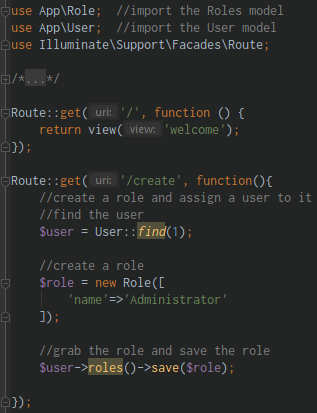 use App\Role;  //import the Roles model
use App\User;  //import the User model
use Illuminate\Support\Facades\Route;
/*...*/
Route::get( uri: '/', function () {
    return view( view: 'welcome');
});
Route::get( uri: '/create', function(){
    //create a role and assign a user to it
    //find the user
    $user = User::find(1);
    //create a role
    $role = new Role([
        'name'=>'Administrator'
    ]);
    //grab the role and save the role
    $user->roles()->save($role);
});